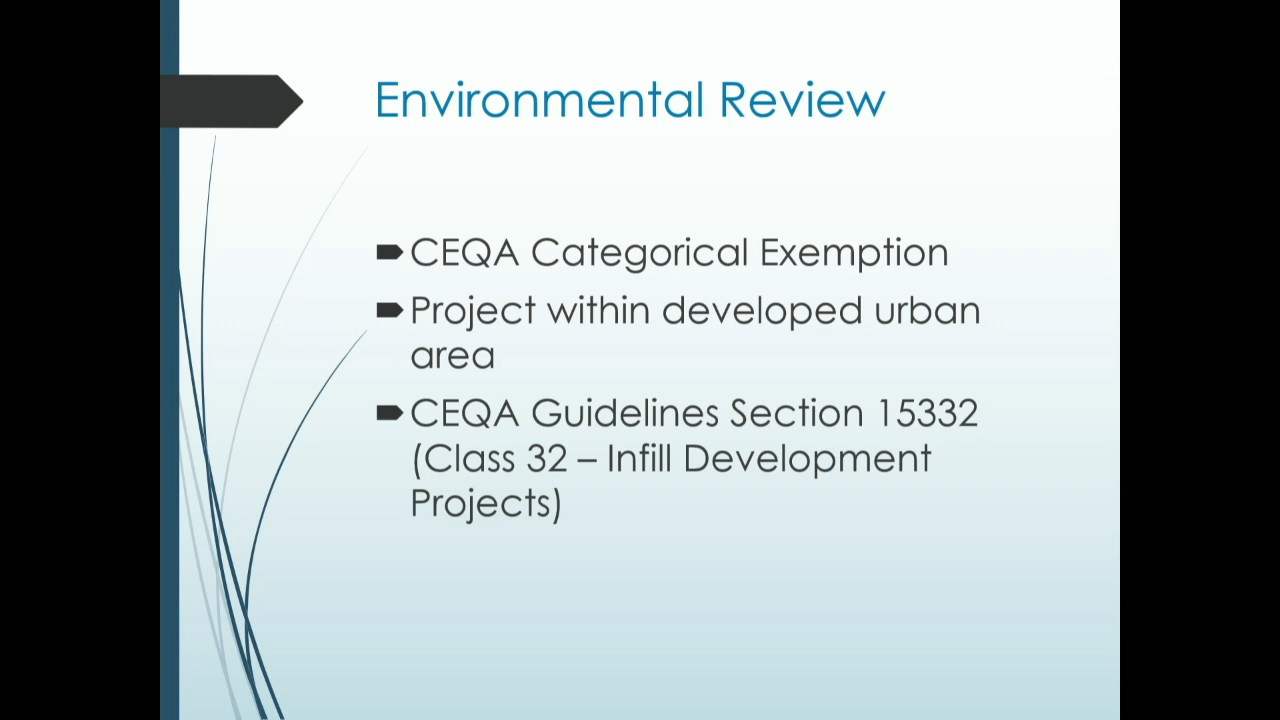 Environmental Review
CEQA Categorical Exemption
Project within developed urban
area
CEQA Guidelines Section 15332
(Class 32 – Infill Development
Projects)